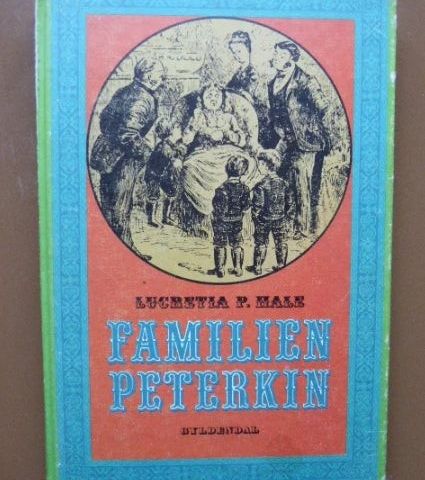 LUCRETIA P. HALE
FAMILIEN
PETERKIN
GYLDENDAL